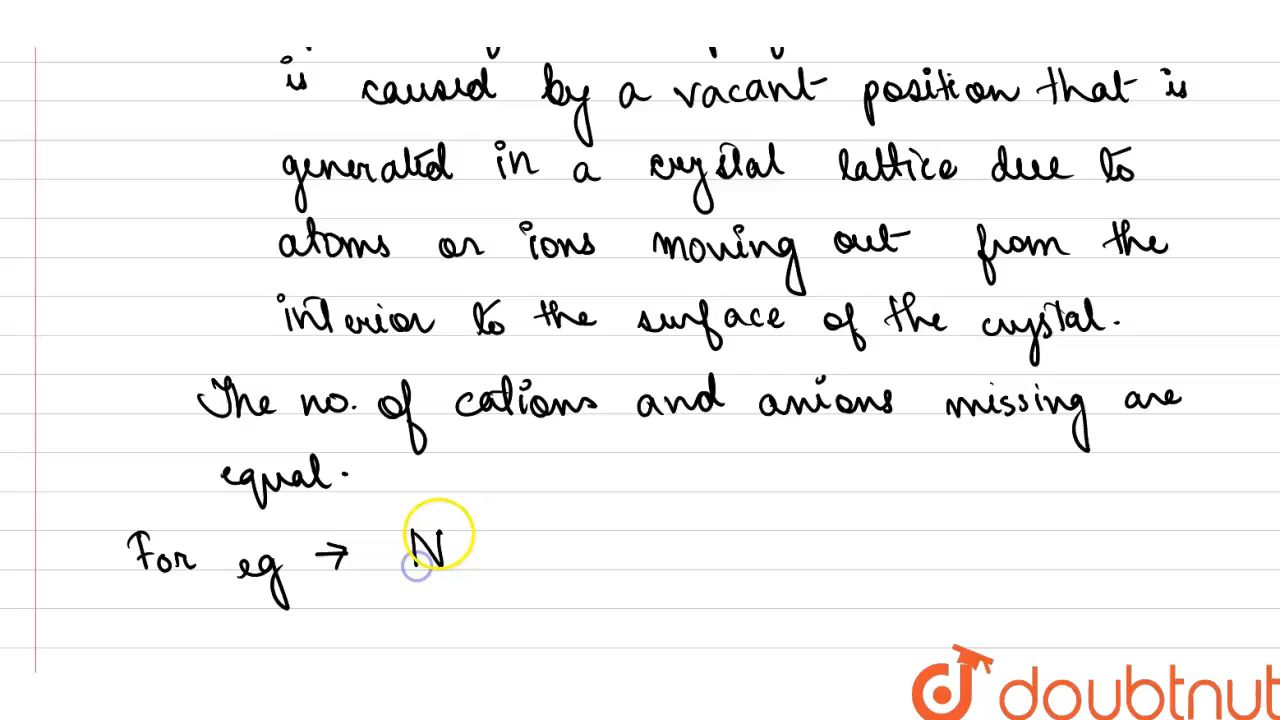 is caused by a vacant position that is
generated in a crystal lattice due to
atoms or ions moving out from the
interior to the surface of the crystal.
The no. of cations and anions missing are
equal.
For eg → N
doubtnut